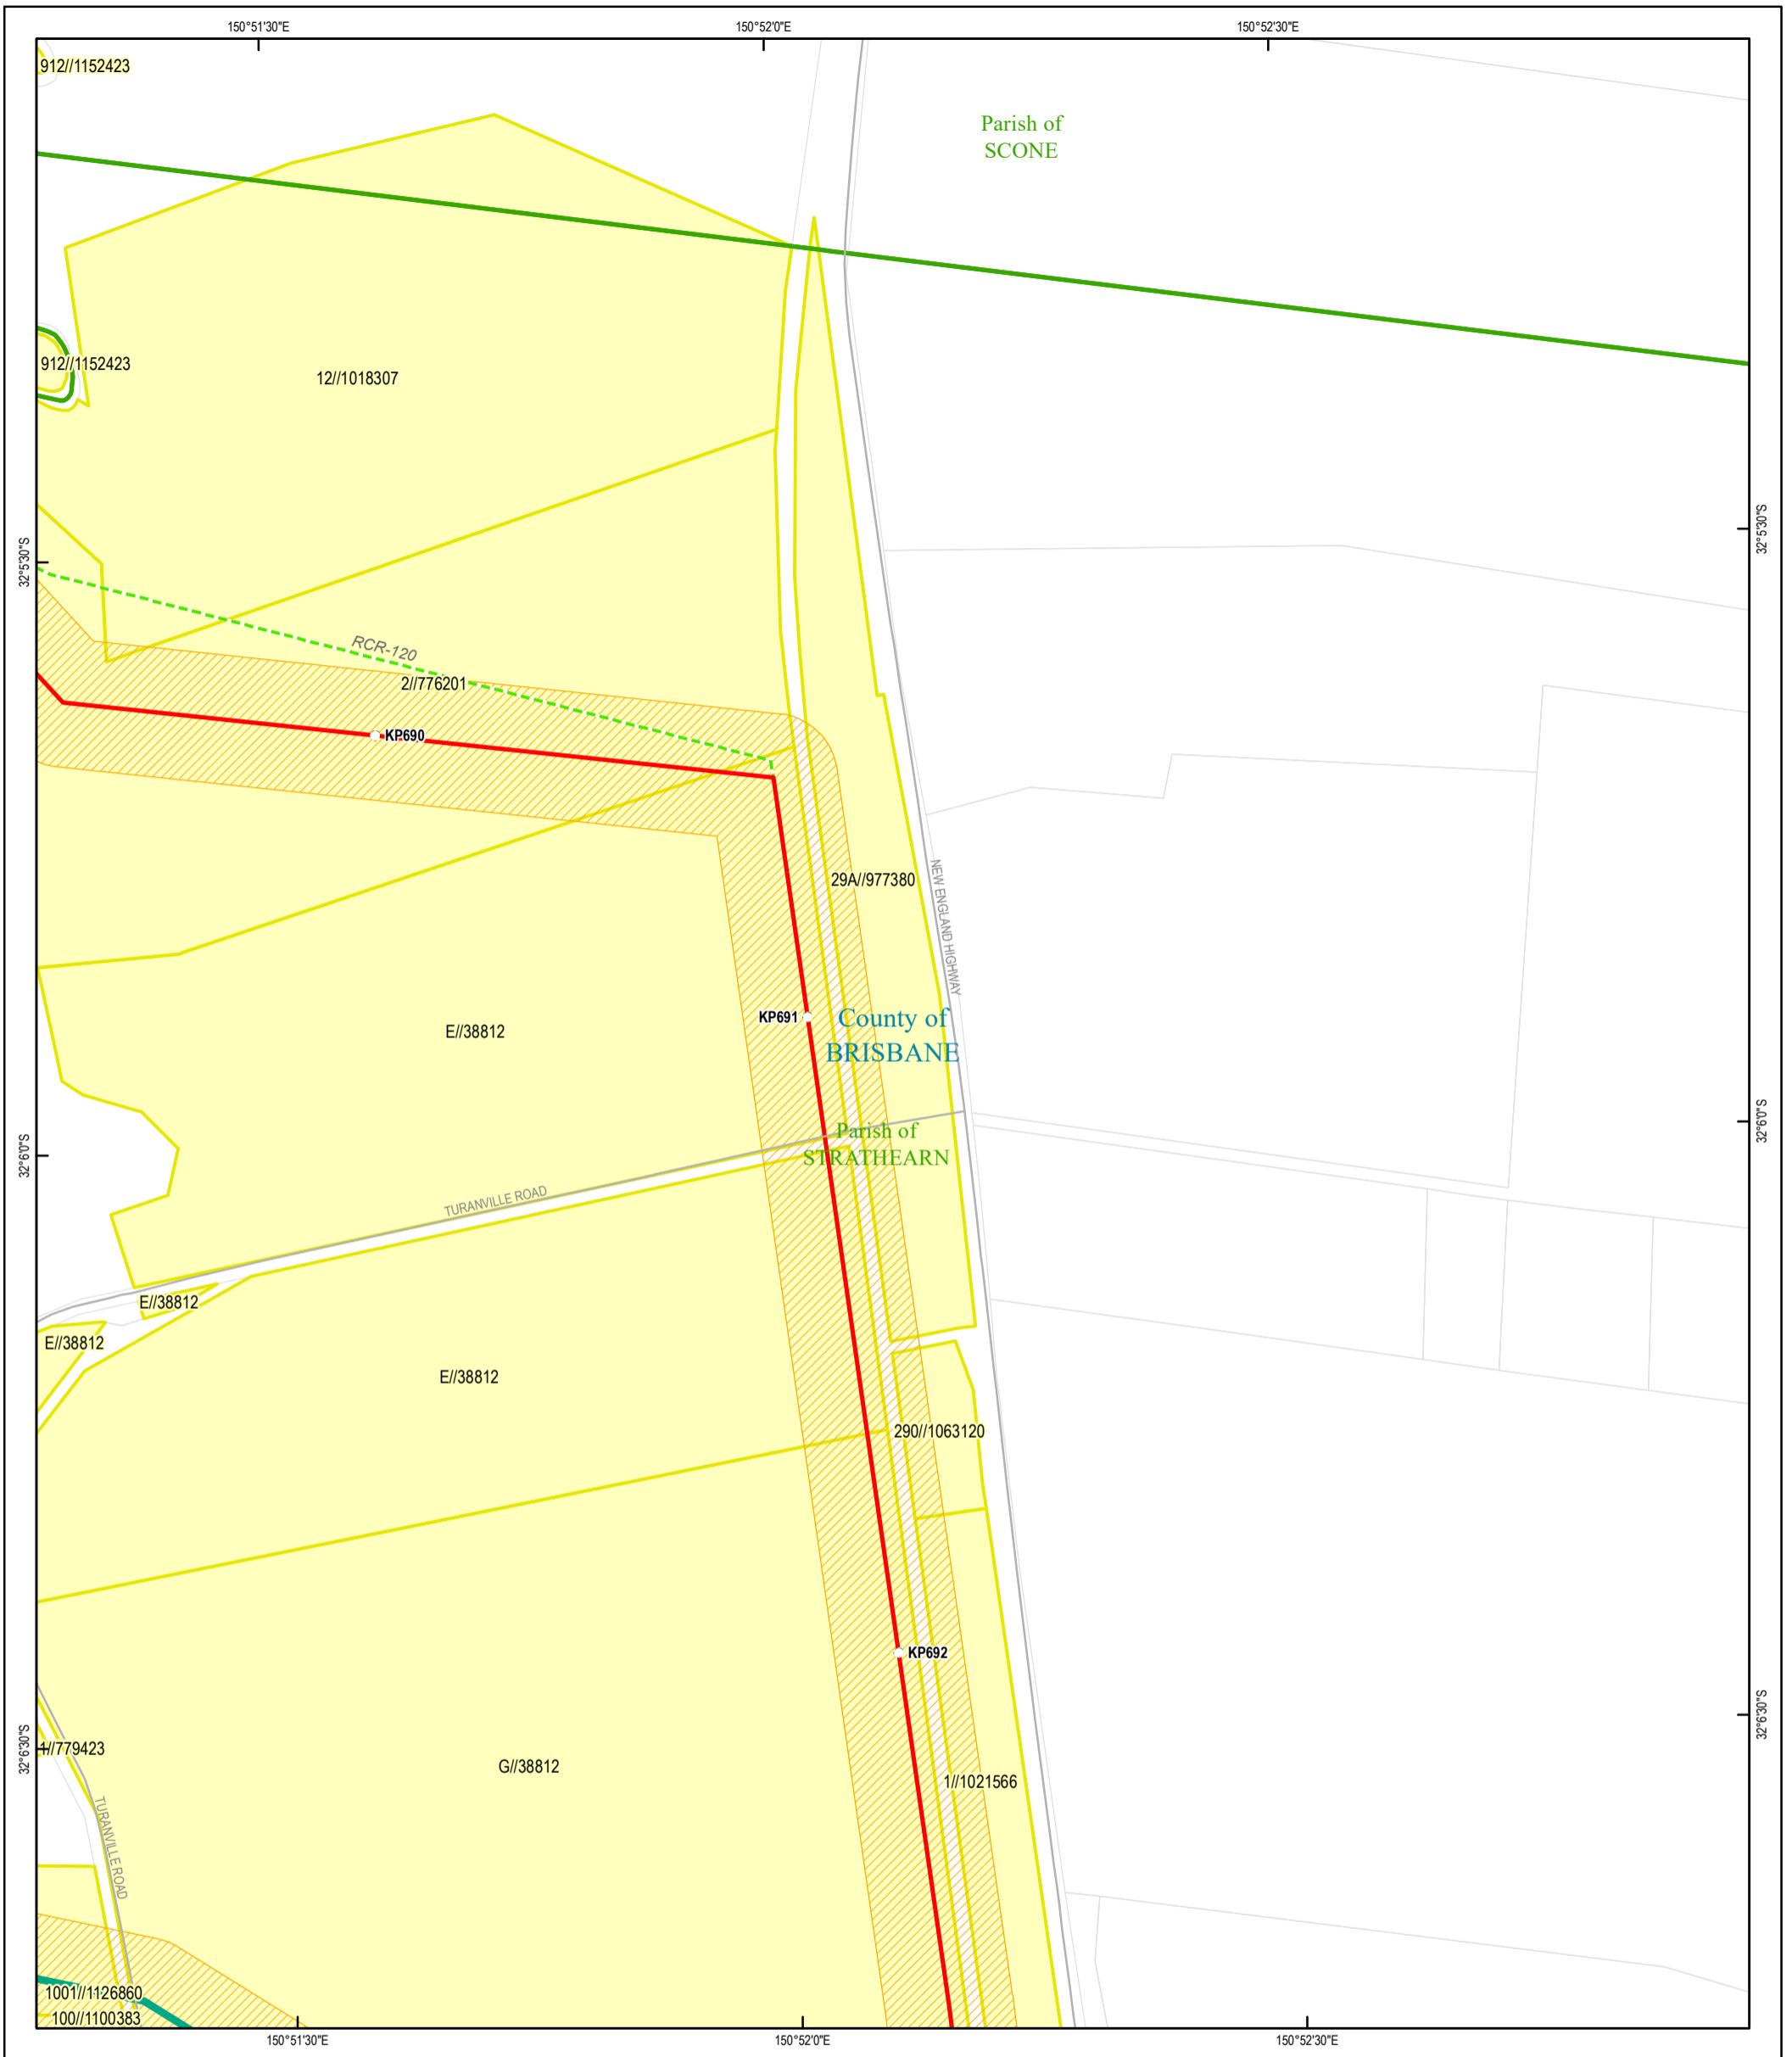 150°51'30"E
150°52'0"E
150°52'30"E
912//1152423
Parish of
SCONE
912//1152423
12//1018307
32°5'30"S
32°5'30"S
RCR-120
2//776201
KP690
29A//977380
NEW ENGLAND HIGHWAY
KP691
County of
BRISBANE
E//38812
Parish of
STRATHEARN
32°6'0"S
32°6'0"S
TURANVILLE ROAD
E//38812
E//38812
E//38812
290//1063120
KP692
32°6'30"S
32°6'30"S
1//779423
G//38812
1//1021566
TURANVILLE ROAD
1001//1126860
100//1100383
150°51'30"E
150°52'0"E
150°52'30"E